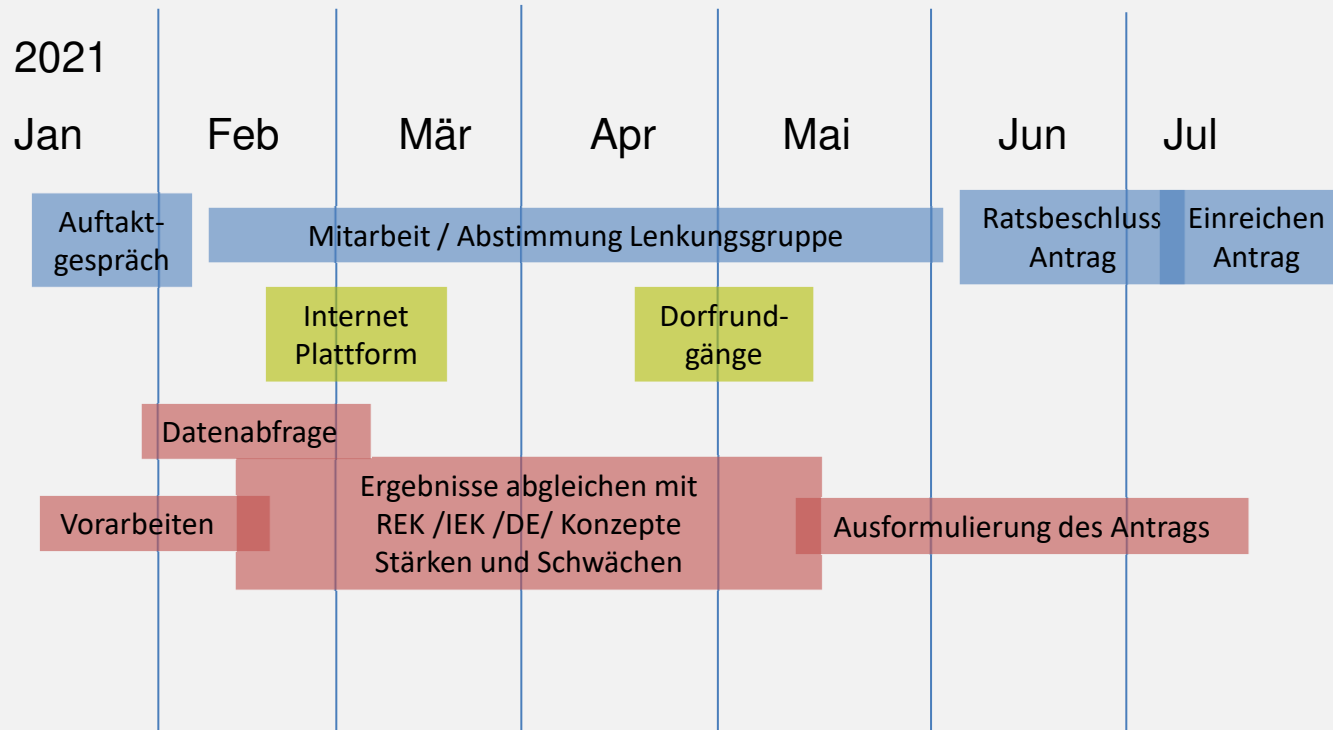 2021
Jan Feb Mär Apr Mai Jun Jul
Auftakt-
gespräch
Mitarbeit / Abstimmung Lenkungsgruppe
Ratsbeschluss
Antrag
Einreichen
Antrag
Internet
Plattform
Dorfrund-
gänge
Datenabfrage
Vorarbeiten
Ergebnisse abgleichen mit
REK /IEK /DE/ Konzepte
Stärken und Schwächen
Ausformulierung des Antrags